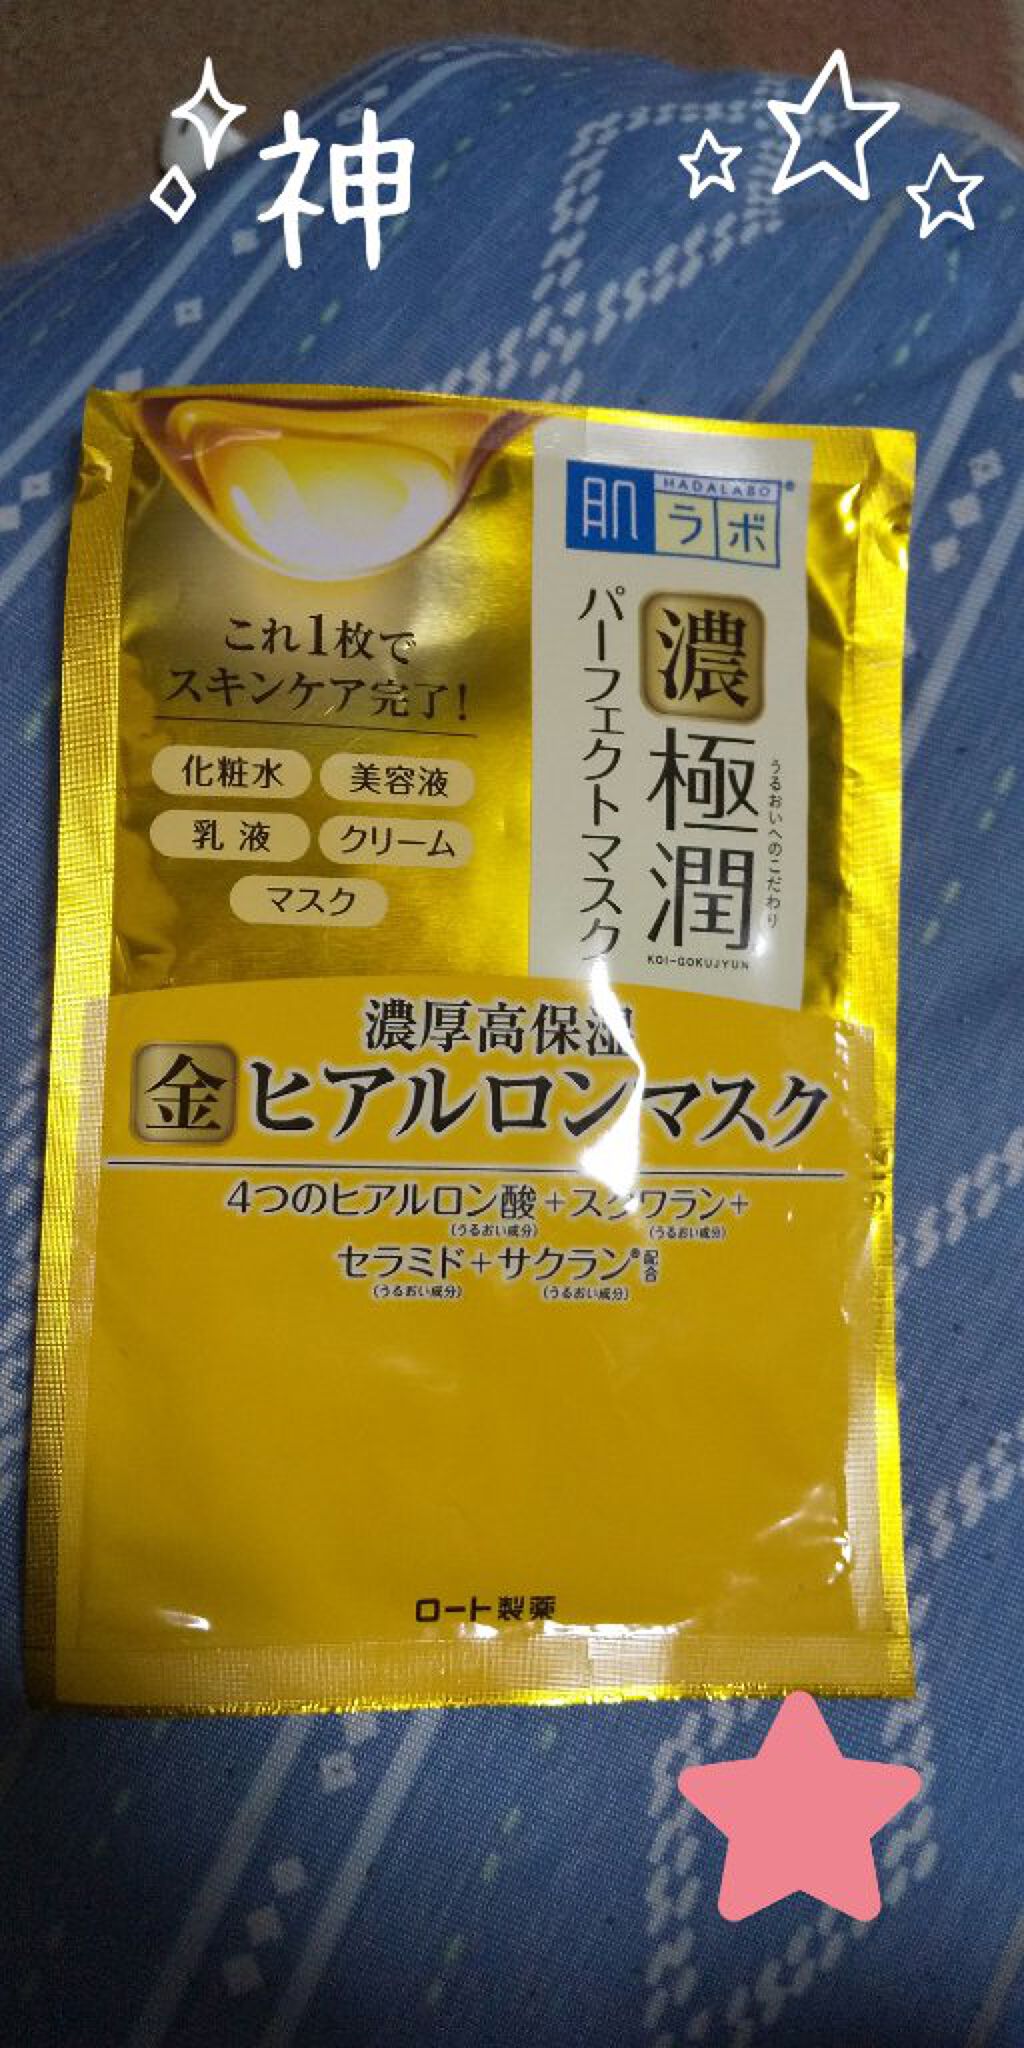 神
肌ラボ®
HADALABO
うるおいへのこだわり
濃極潤
KOI-GOKUJYUN
パーフェクトマスク
これ1枚で
スキンケア完了!
化粧水 美容液
乳液 クリーム
マスク
濃厚高保湿
金ヒアルロンマスク
4つのヒアルロン酸+スクワラン+
(うるおい成分) (うるおい成分)
セラミド+サクラン®配合
(うるおい成分) (うるおい成分)
ロート製薬